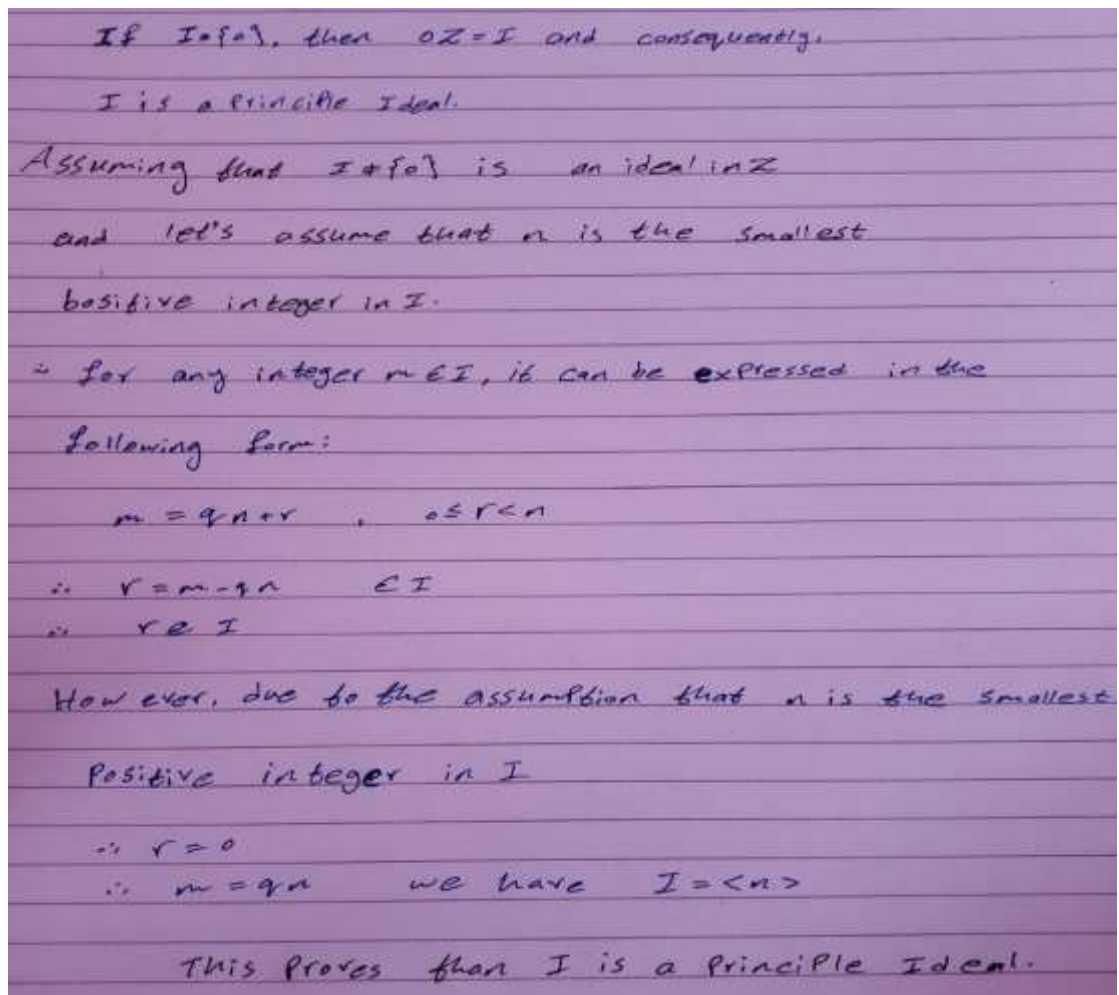 If I={0}, then 0Z=I and consequently,
I is a Principle Ideal.
Assuming that I≠{0} is an ideal in Z
and let's assume that n is the smallest
bositive integer in I.
∴ for any integer m ∈ I, it can be expressed in the
following form:
m = qn+r , 0≤r<n
∴ r=m-qn ∈ I
∴ r ∈ I
However, due to the assumption that n is the smallest
Positive integer in I
∴ r=0
∴ m=qn we have I=<n>
This Proves than I is a Principle Ideal.